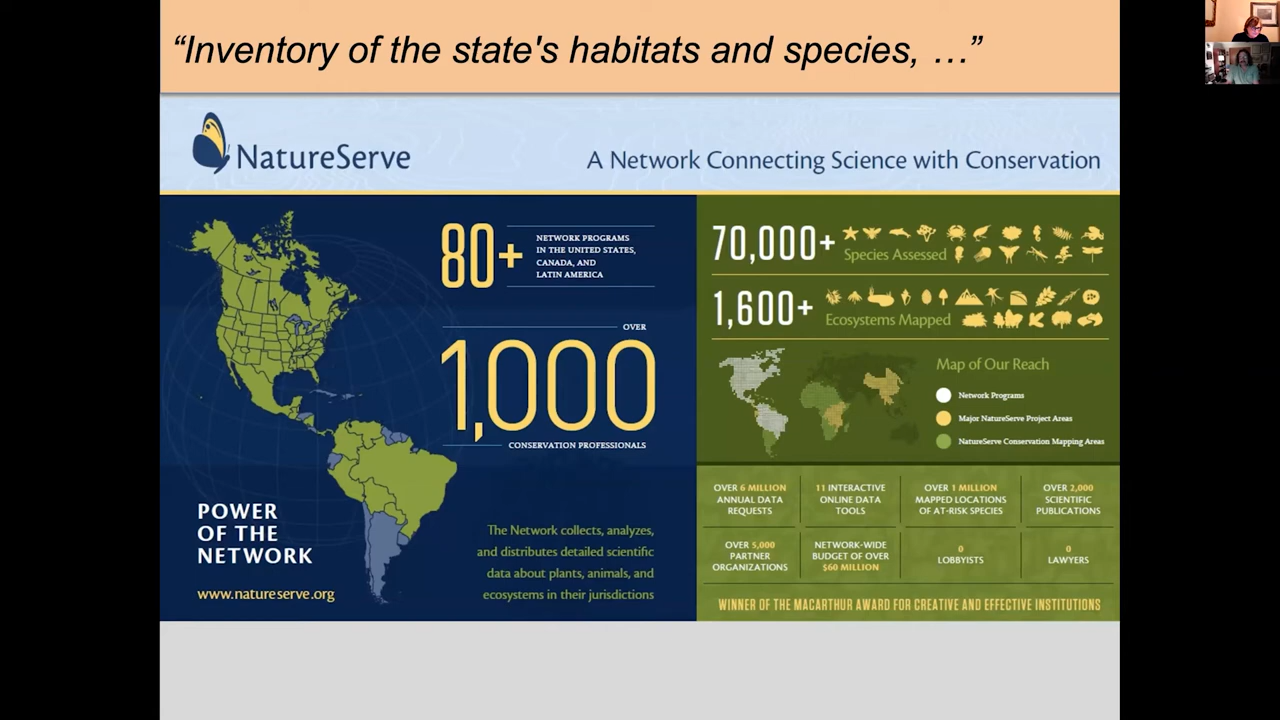 “Inventory of the state's habitats and species, …”
NatureServe
A Network Connecting Science with Conservation
80+
NETWORK PROGRAMS
IN THE UNITED STATES,
CANADA, AND
LATIN AMERICA
OVER
1,000
CONSERVATION PROFESSIONALS
POWER
OF THE
NETWORK
www.natureserve.org
The Network collects, analyzes,
and distributes detailed scientific
data about plants, animals, and
ecosystems in their jurisdictions
70,000+
Species Assessed
1,600+
Ecosystems Mapped
Map of Our Reach
Network Programs
Major NatureServe Project Areas
NatureServe Conservation Mapping Areas
OVER 6 MILLION
ANNUAL DATA
REQUESTS
11 INTERACTIVE
ONLINE DATA
TOOLS
OVER 1 MILLION
MAPPED LOCATIONS
OF AT-RISK SPECIES
OVER 2,000
SCIENTIFIC
PUBLICATIONS
OVER 5,000
PARTNER
ORGANIZATIONS
NETWORK-WIDE
BUDGET OF OVER
$60 MILLION
0
LOBBYISTS
0
LAWYERS
WINNER OF THE MACARTHUR AWARD FOR CREATIVE AND EFFECTIVE INSTITUTIONS